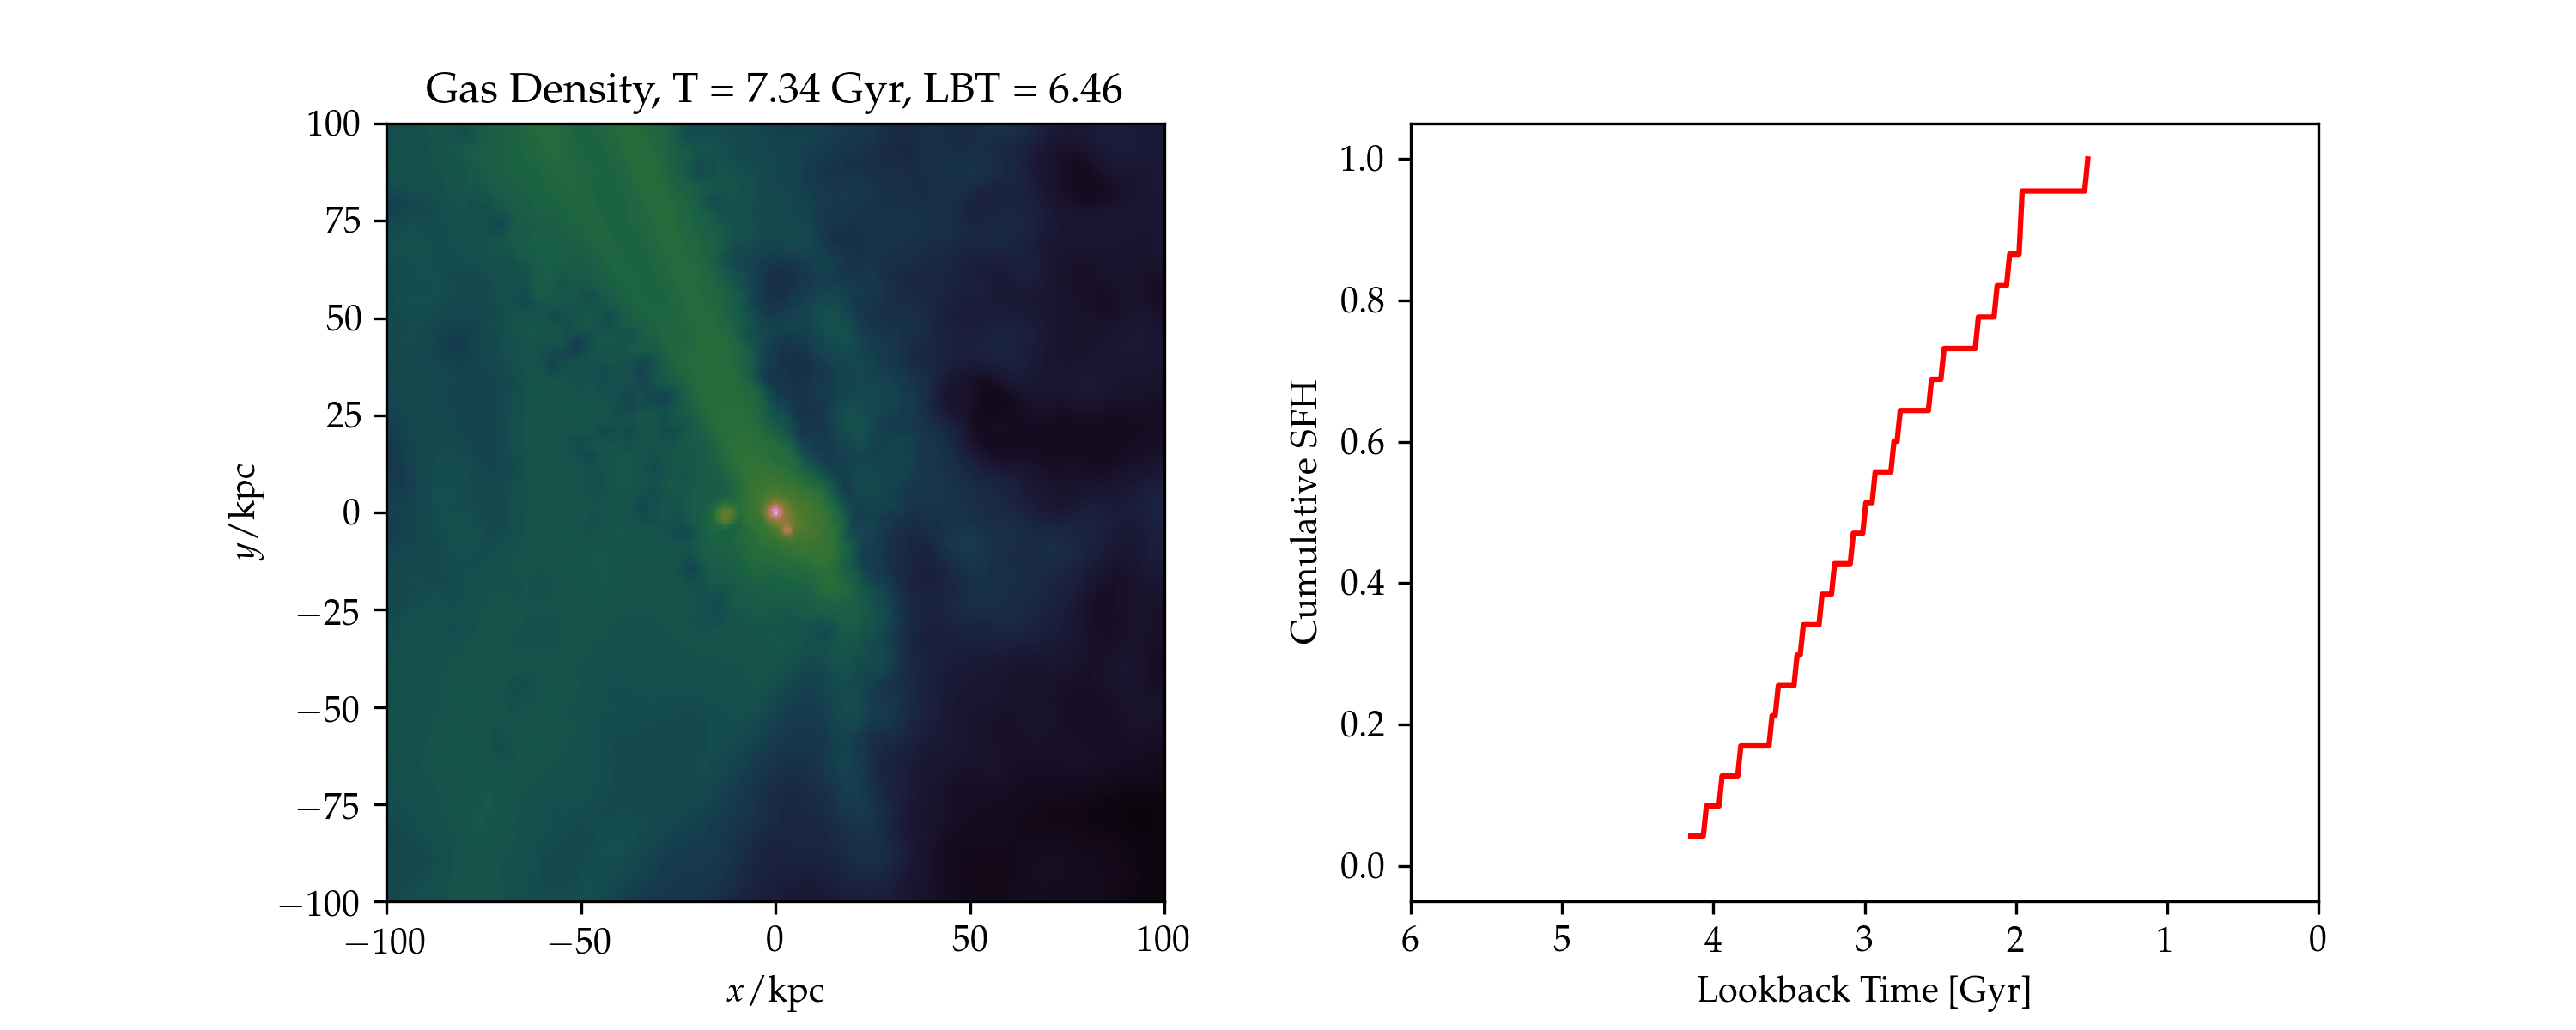 Gas Density, T = 7.34 Gyr, LBT = 6.46
100
75
50
25
0
−25
−50
−75
−100
y/kpc
−100 −50 0 50 100
x/kpc
1.0
0.8
0.6
0.4
0.2
0.0
Cumulative SFH
6 5 4 3 2 1 0
Lookback Time [Gyr]